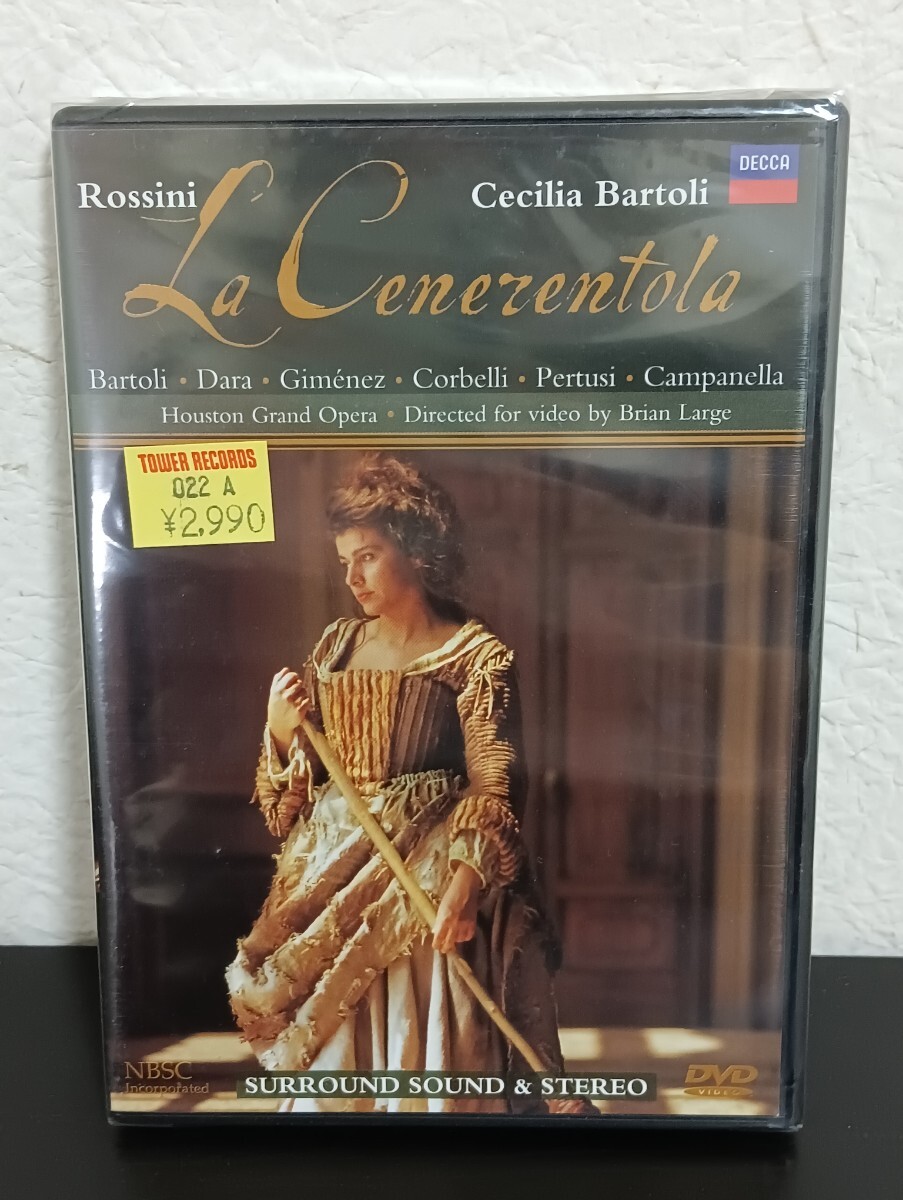 Rossini
Cecilia Bartoli
DECCA
La Cenerentola
Bartoli • Dara • Giménez • Corbelli • Pertusi • Campanella
Houston Grand Opera • Directed for video by Brian Large
TOWER RECORDS
022 A
¥2,990
NBSC
Incorporated
SURROUND SOUND & STEREO
DVD
VIDEO